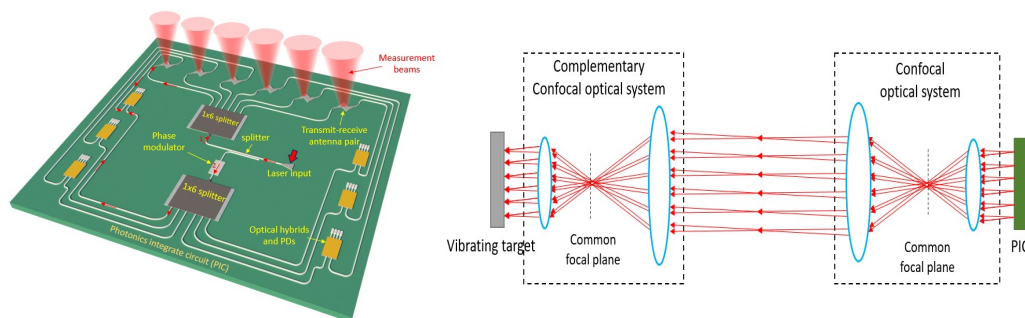 Measurement
beams
1x6 splitter
Transmit-receive
antenna pair
splitter
Phase
modulator
Laser input
1x6 splitter
Optical hybrids
and PDs
Photonics integrate circuit (PIC)
Complementary
Confocal optical system
Confocal
optical system
Vibrating target
Common
focal plane
Common
focal plane
PIC